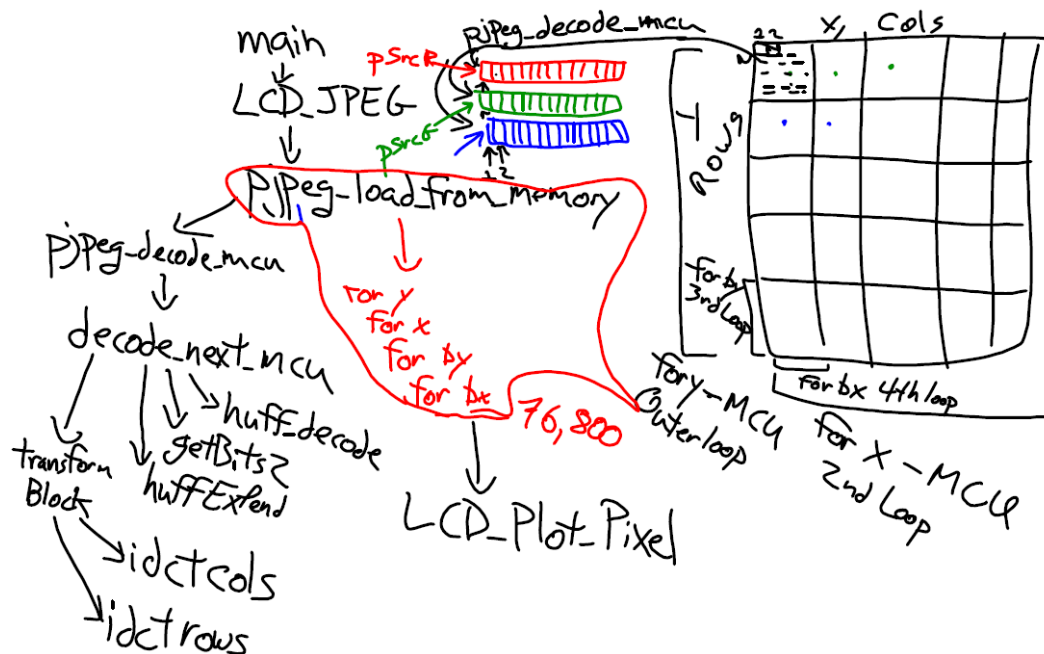 main
LCD_JPEG
pjpeg_decode_mcu
pSrcR
pSrcG
1 2
pjpeg_load_from_memory
pjpeg_decode_mcu
decode_next_mcu
huff_decode
getBits2
huffExtend
transform
Block
idctcols
idctrows
for y
for x
for by
for bx
76,800
LCD_Plot_Pixel
Cols
Rows
for by
3rd loop
for bx 4th loop
for y-MCU
Outer loop
for x-MCU
2nd Loop